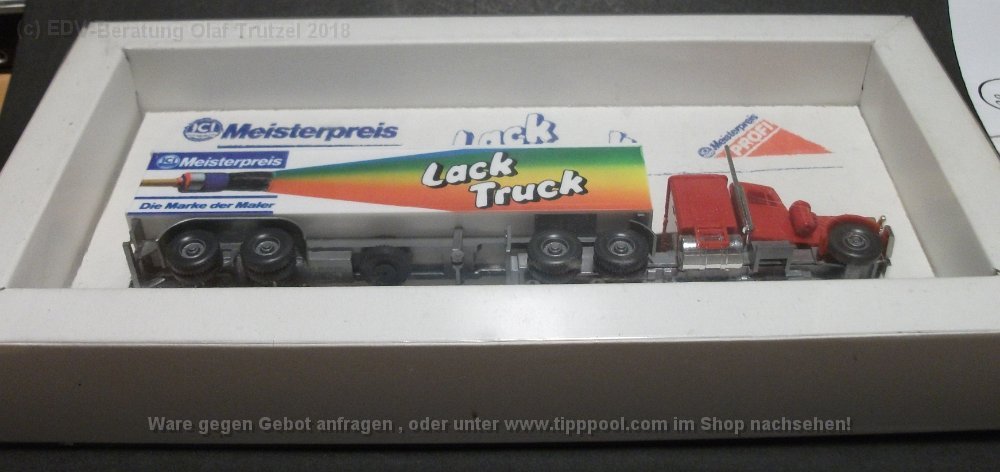 (c) EDV-Beratung Olaf Trutzel 2018
ICI Meisterpreis
Lack
Meisterpreis
PROFI
ICI Meisterpreis
Lack
Truck
Die Marke der Maler
Ware gegen Gebot anfragen , oder unter www.tipppool.com im Shop nachsehen!